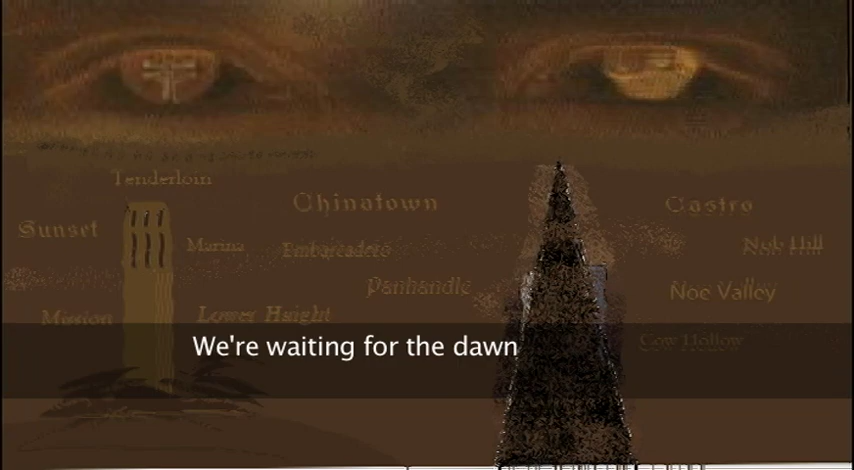 Tenderloin
Chinatown
Castro
Sunset
Marina
Embarcadero
Nob Hill
Panhandle
Noe Valley
Mission
Lower Haight
We're waiting for the dawn
Cow Hollow